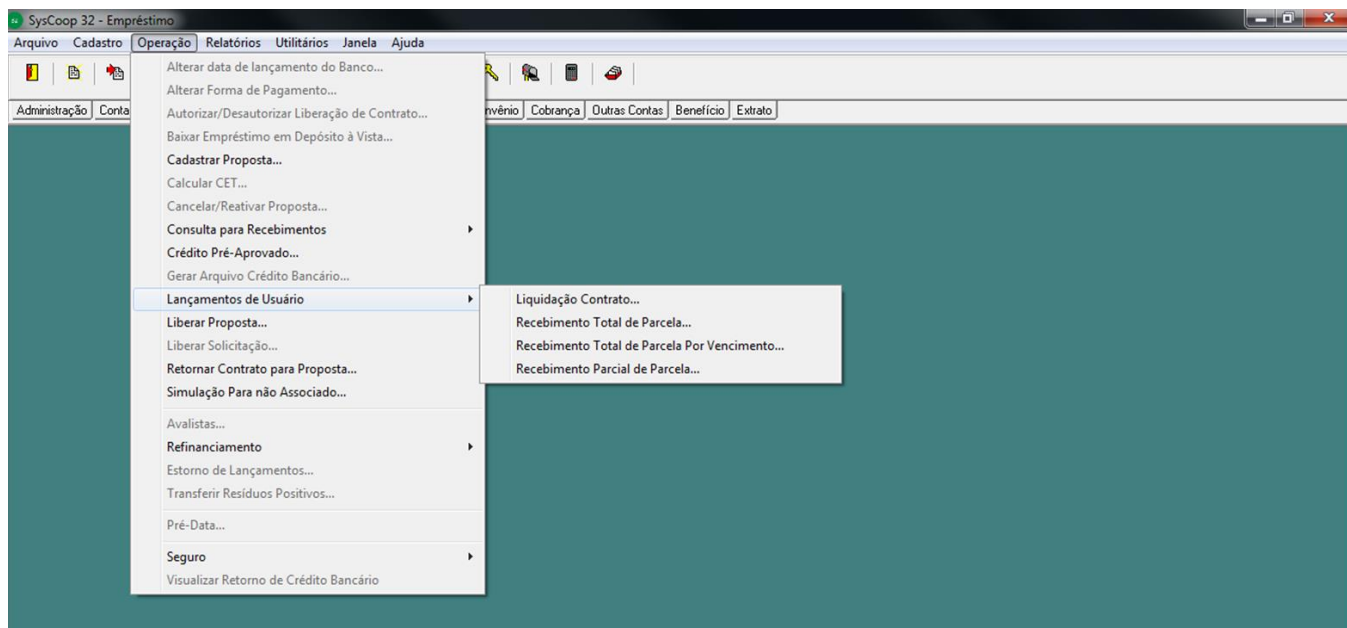 SysCoop 32 - Empréstimo
Arquivo Cadastro Operação Relatórios Utilitários Janela Ajuda
Administração Conta nvênio Cobrança Outras Contas Benefício Extrato
Alterar data de lançamento do Banco...
Alterar Forma de Pagamento...
Autorizar/Desautorizar Liberação de Contrato...
Baixar Empréstimo em Depósito à Vista...
Cadastrar Proposta...
Calcular CET...
Cancelar/Reativar Proposta...
Consulta para Recebimentos
Crédito Pré-Aprovado...
Gerar Arquivo Crédito Bancário...
Lançamentos de Usuário
Liberar Proposta...
Liberar Solicitação...
Retornar Contrato para Proposta...
Simulação Para não Associado...
Avalistas...
Refinanciamento
Estorno de Lançamentos...
Transferir Resíduos Positivos...
Pré-Data...
Seguro
Visualizar Retorno de Crédito Bancário
Liquidação Contrato...
Recebimento Total de Parcela...
Recebimento Total de Parcela Por Vencimento...
Recebimento Parcial de Parcela...